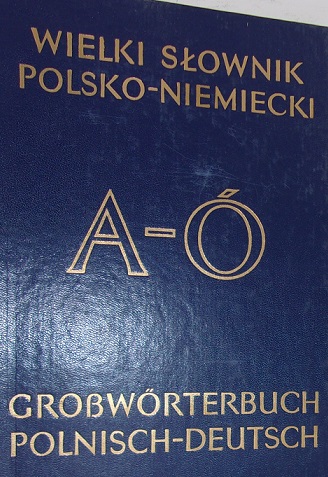 WIELKI SŁOWNIK
POLSKO-NIEMIECKI
A-Ó
GROßWÖRTERBUCH
POLNISCH-DEUTSCH